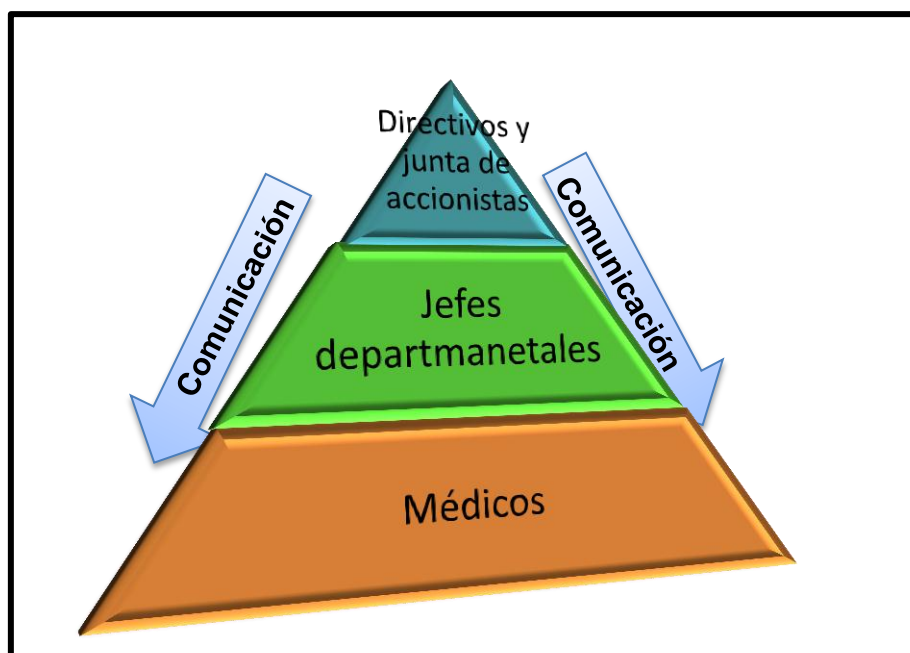 Directivos y
junta de
accionistas
Comunicación
Comunicación
Jefes
departmanetales
Médicos